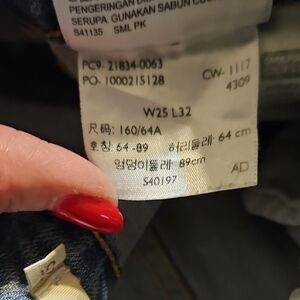 PENGERINGAN
SERUPA. GUNAKAN SABUN
S41135 SML PK
PC9- 21834-0063
PO- 1000215128
CW- 1117
4309
W25 L32
尺码: 160/64A
호칭: 64-89 허리둘레: 64 cm
엉덩이둘레: 89cm
S40197
AD